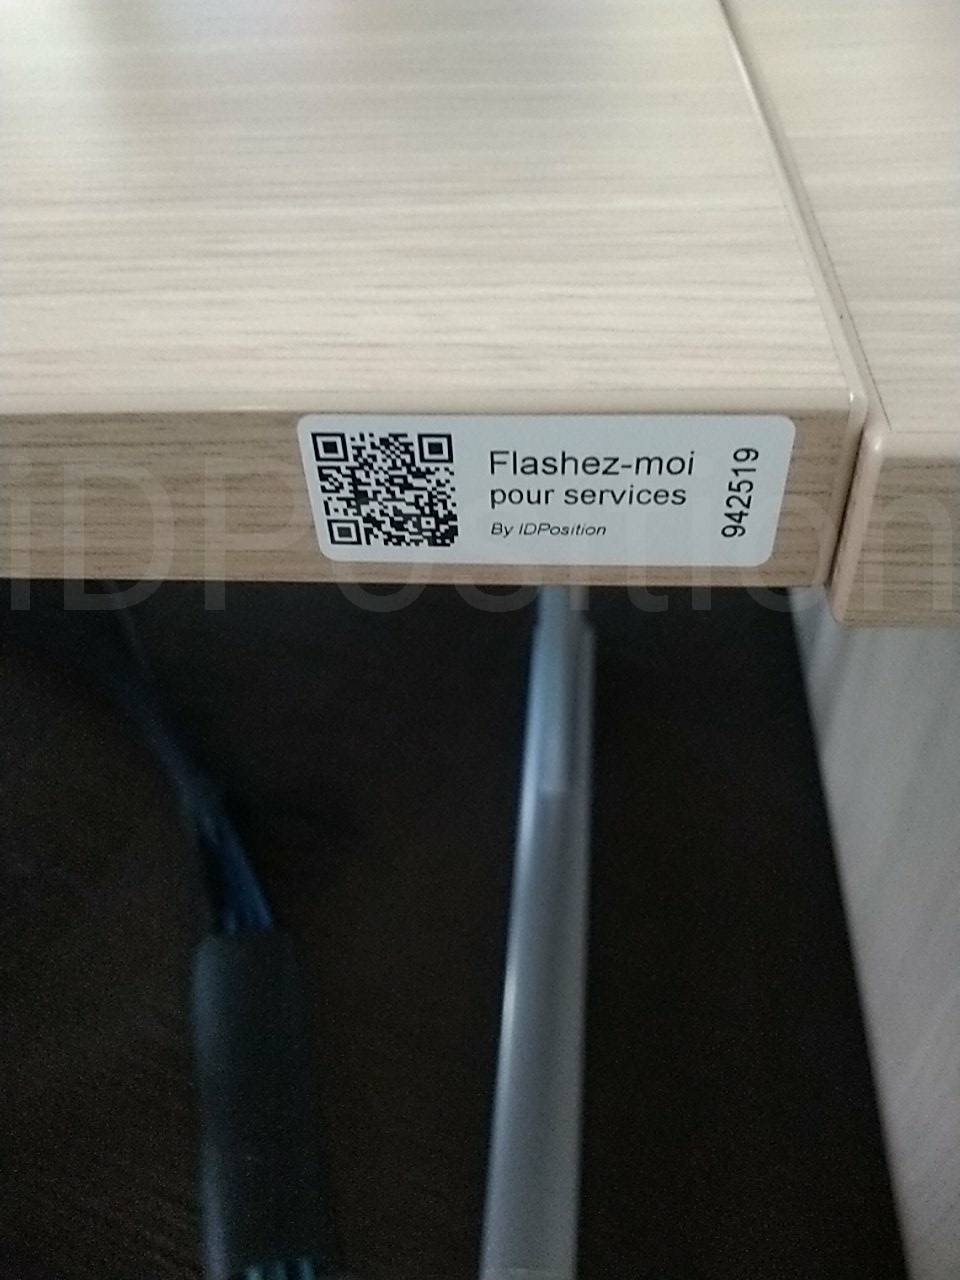 Flashez-moi
pour services
By IDPosition
942519
iDPosition